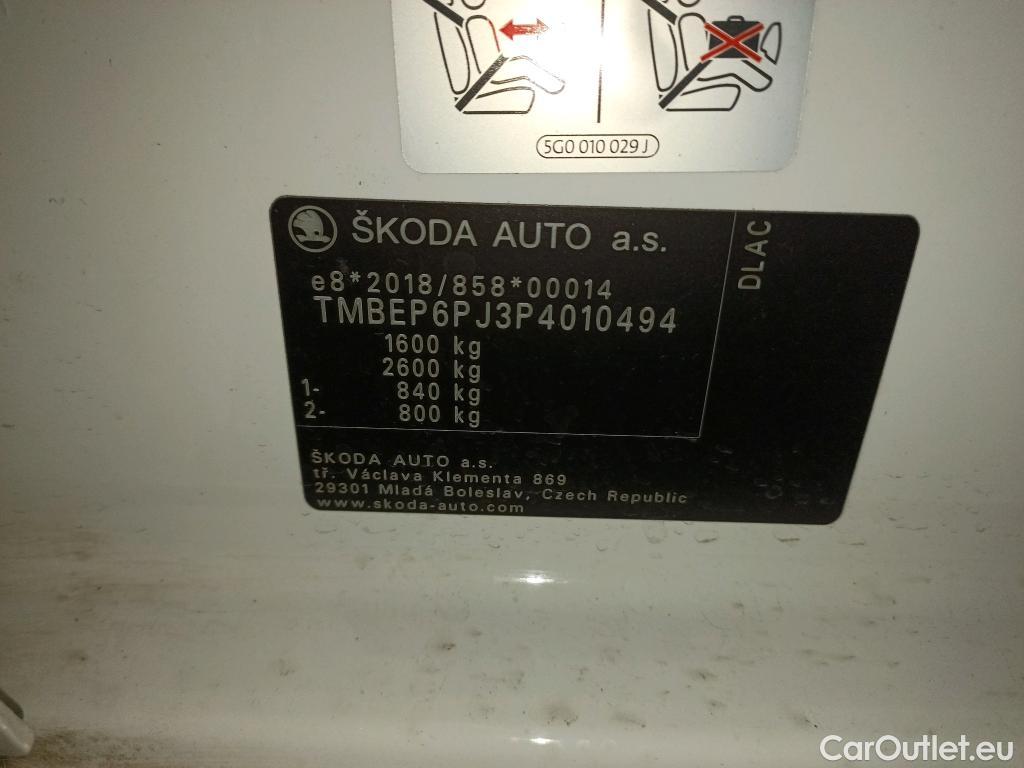 5G0 010 029 J
ŠKODA AUTO a.s.
DLAC
e8*2018/858*00014
TMBEP6PJ3P4010494
1600 kg
2600 kg
1- 840 kg
2- 800 kg
ŠKODA AUTO a.s.
tř. Václava Klementa 869
29301 Mladá Boleslav, Czech Republic
www.skoda-auto.com
CarOutlet.eu